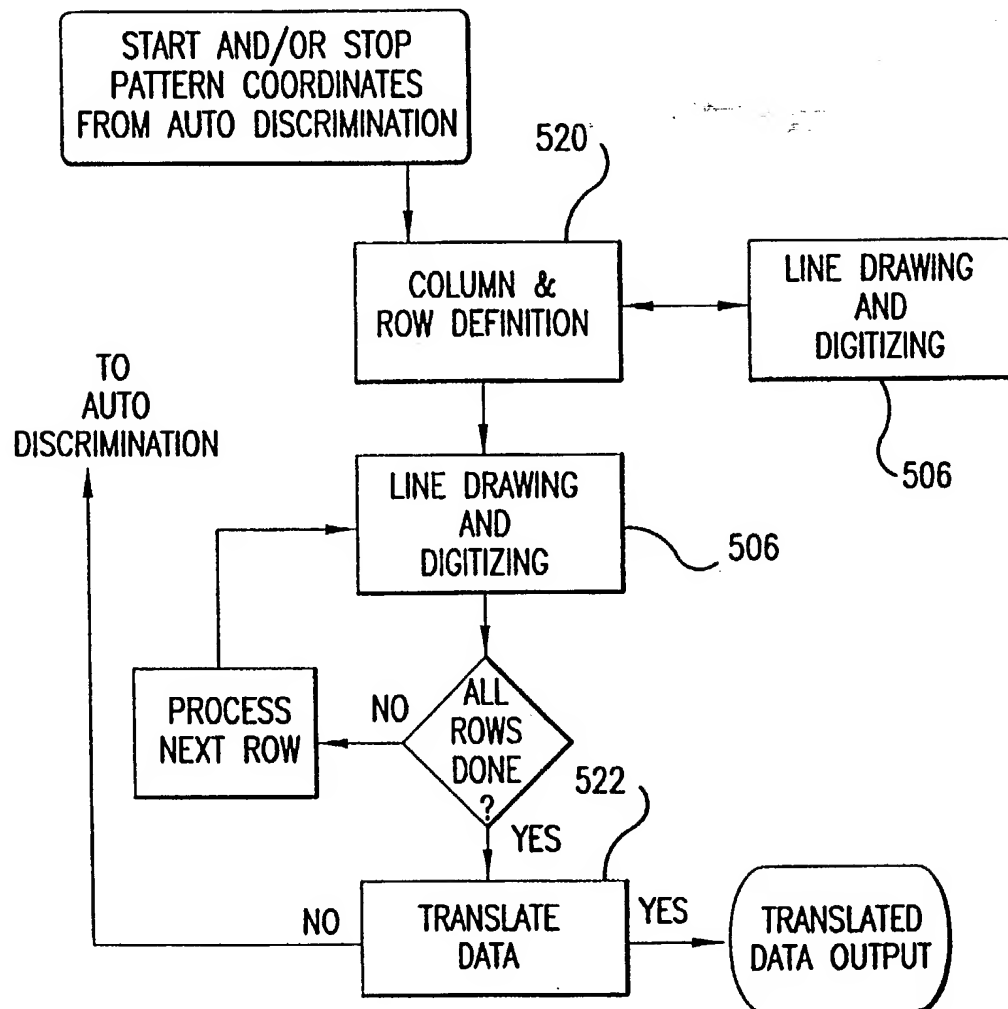 START AND/OR STOP
PATTERN COORDINATES
FROM AUTO DISCRIMINATION
520
COLUMN &
ROW DEFINITION
LINE DRAWING
AND
DIGITIZING
506
TO
AUTO
DISCRIMINATION
LINE DRAWING
AND
DIGITIZING
506
PROCESS
NEXT ROW
NO
ALL
ROWS
DONE
?
YES
522
NO
TRANSLATE
DATA
YES
TRANSLATED
DATA OUTPUT